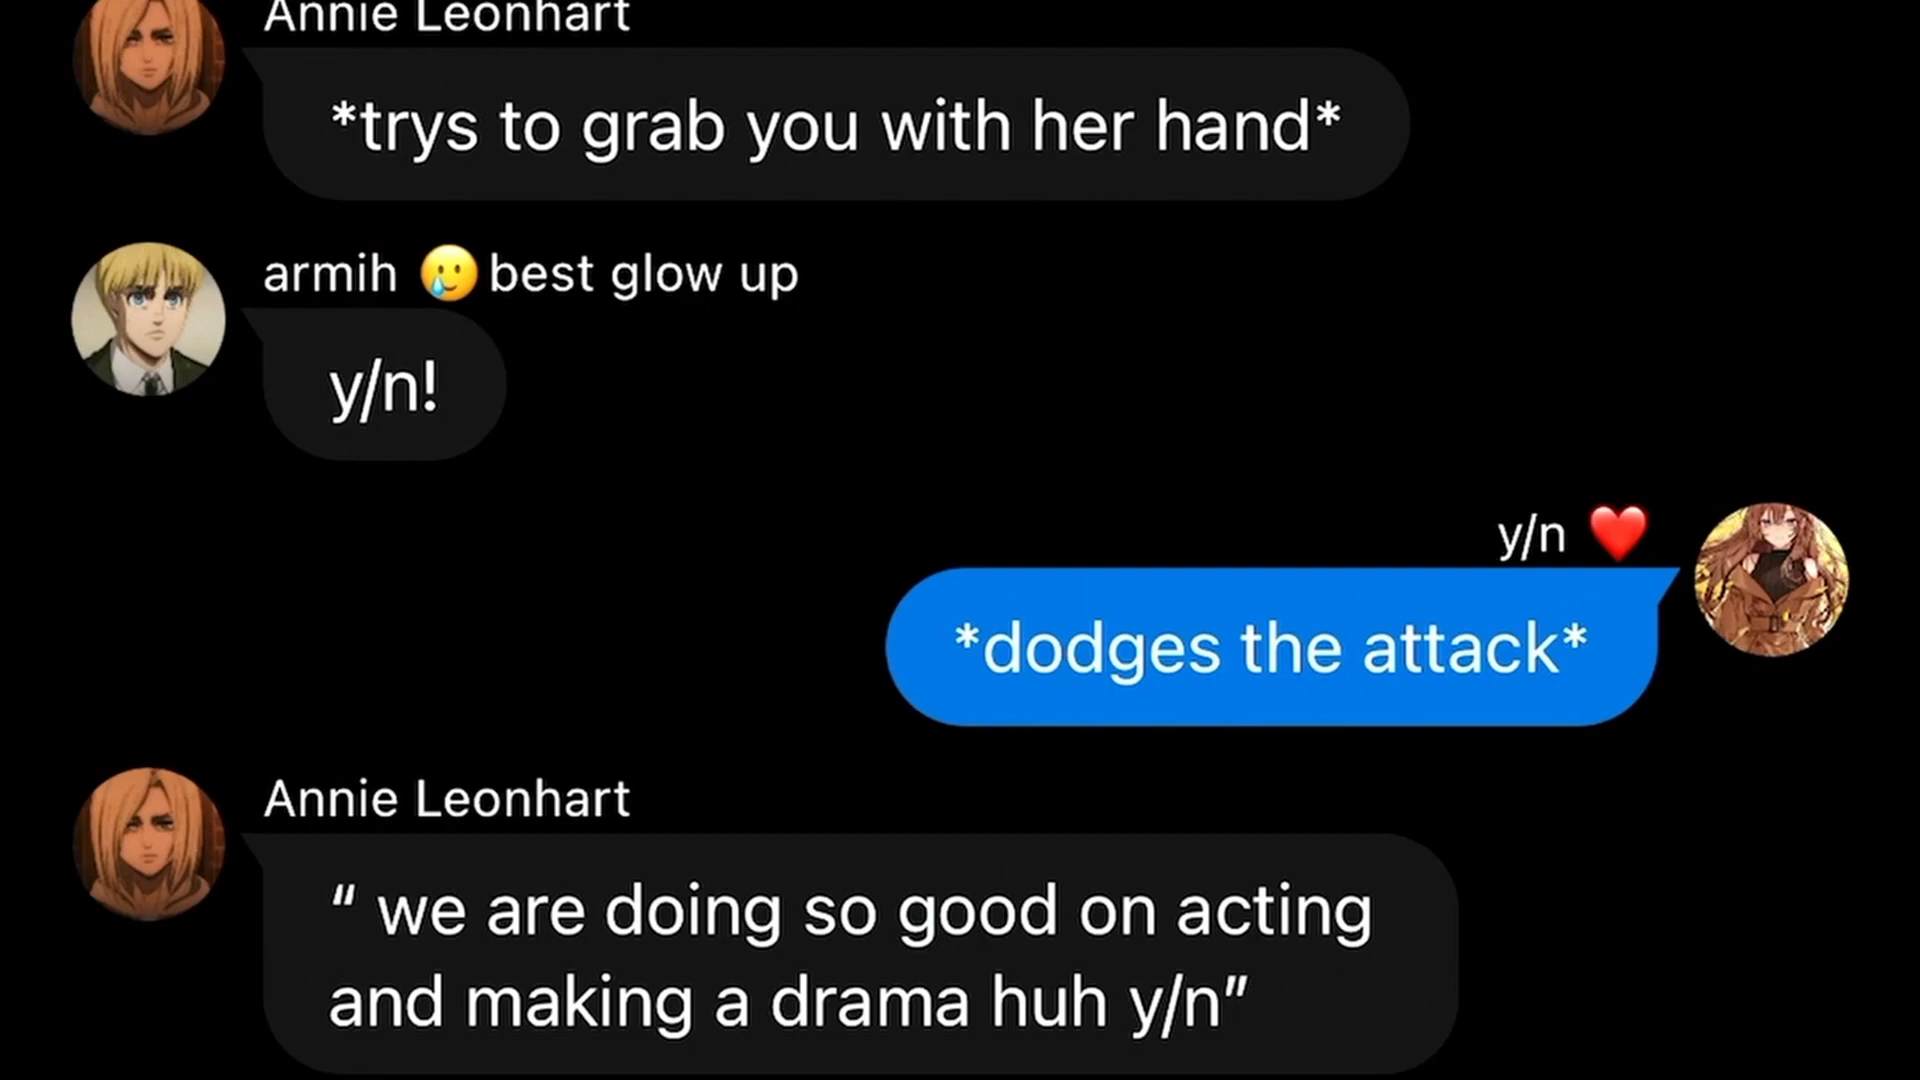 Annie Leonhart
*trys to grab you with her hand*
armih 🥲 best glow up
y/n!
y/n ❤️
*dodges the attack*
Annie Leonhart
“ we are doing so good on acting
and making a drama huh y/n”